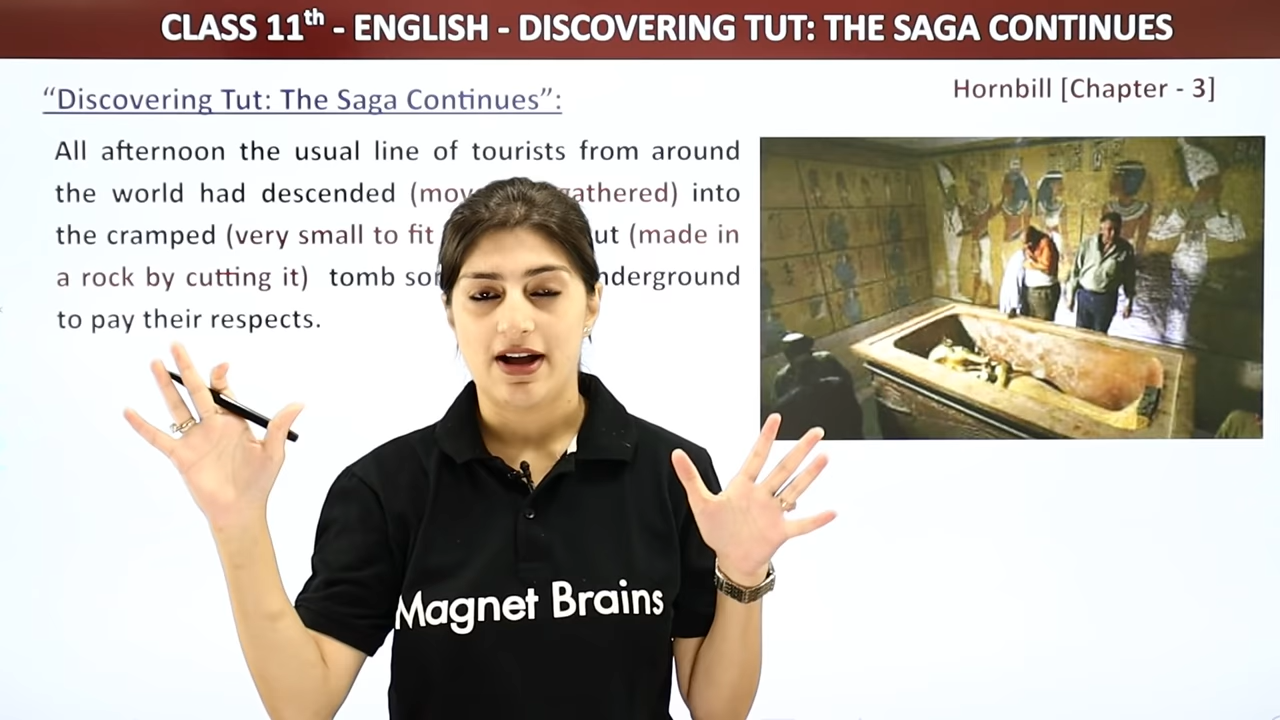 CLASS 11th - ENGLISH - DISCOVERING TUT: THE SAGA CONTINUES
"Discovering Tut: The Saga Continues":
Hornbill [Chapter - 3]
All afternoon the usual line of tourists from around
the world had descended (mov gathered) into
the cramped (very small to fit ut (made in
a rock by cutting it) tomb so nderground
to pay their respects.
Magnet Brains